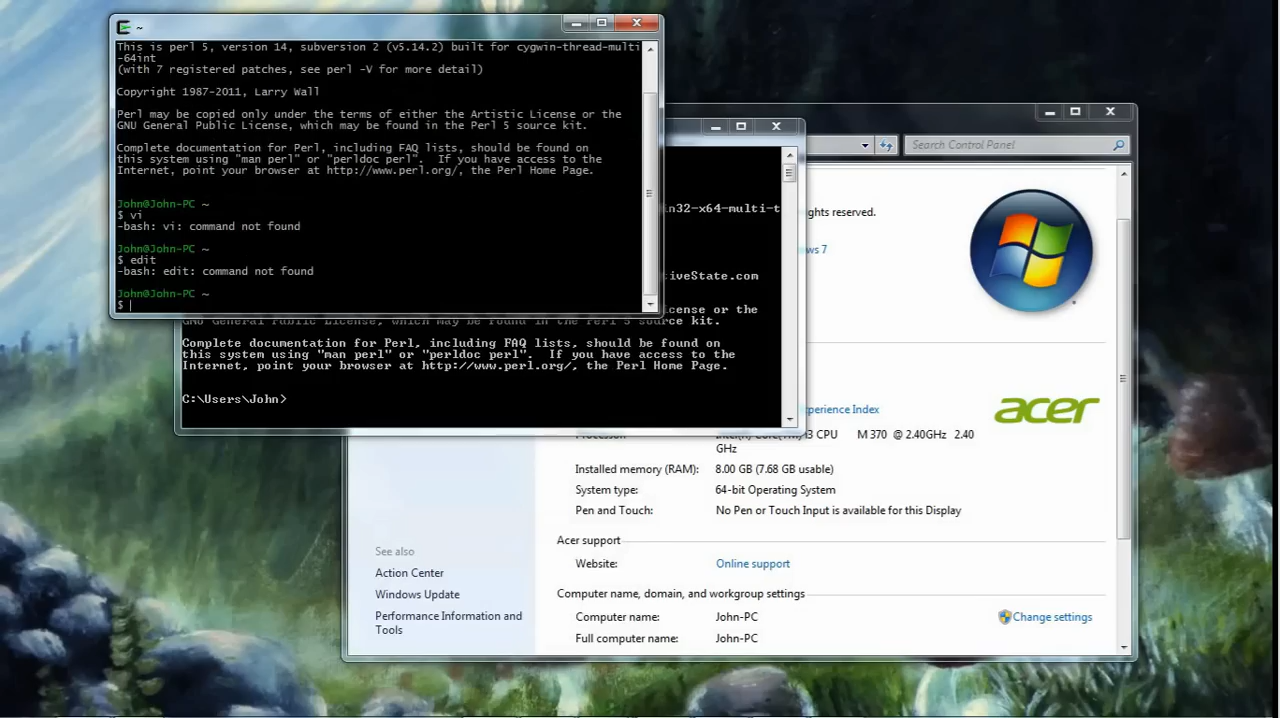 ~
This is perl 5, version 14, subversion 2 (v5.14.2) built for cygwin-thread-multi
-64int
(with 7 registered patches, see perl -V for more detail)
Copyright 1987-2011, Larry Wall
Perl may be copied only under the terms of either the Artistic License or the
GNU General Public License, which may be found in the Perl 5 source kit.
Complete documentation for Perl, including FAQ lists, should be found on
this system using "man perl" or "perldoc perl".  If you have access to the
Internet, point your browser at http://www.perl.org/, the Perl Home Page.
John@John-PC ~
$ vi
-bash: vi: command not found
John@John-PC ~
$ edit
-bash: edit: command not found
John@John-PC ~
$
in32-x64-multi-t
tiveState.com
cense or the
GNU General Public License, which may be found in the Perl 5 source kit.
Complete documentation for Perl, including FAQ lists, should be found on
this system using "man perl" or "perldoc perl".  If you have access to the
Internet, point your browser at http://www.perl.org/, the Perl Home Page.
C:\Users\John>
Search Control Panel
ghts reserved.
ws 7
xperience Index
acer
Processor: Intel(R) Core(TM) i3 CPU M 370 @ 2.40GHz 2.40
GHz
Installed memory (RAM): 8.00 GB (7.68 GB usable)
System type: 64-bit Operating System
Pen and Touch: No Pen or Touch Input is available for this Display
Acer support
Website: Online support
Computer name, domain, and workgroup settings
Computer name: John-PC
Change settings
Full computer name: John-PC
See also
Action Center
Windows Update
Performance Information and
Tools